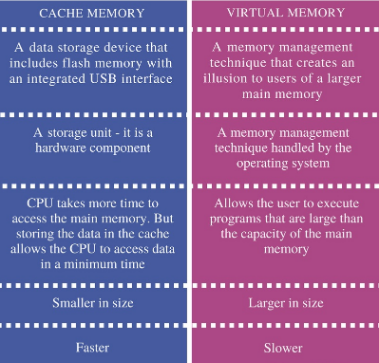 CACHE MEMORY
VIRTUAL MEMORY
A data storage device that
includes flash memory with
an integrated USB interface
A memory management
technique that creates an
illusion to users of a larger
main memory
A storage unit - it is a
hardware component
A memory management
technique handled by the
operating system
CPU takes more time to
access the main memory. But
storing the data in the cache
allows the CPU to access data
in a minimum time
Allows the user to execute
programs that are large than
the capacity of the main
memory
Smaller in size
Larger in size
Faster
Slower